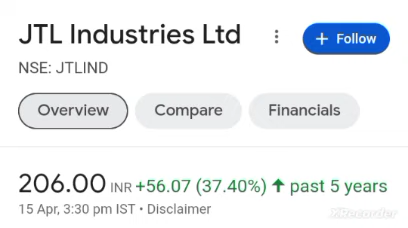 JTL Industries Ltd
+ Follow
NSE: JTLIND
Overview Compare Financials
206.00 INR +56.07 (37.40%) ↑ past 5 years
15 Apr, 3:30 pm IST • Disclaimer
XRecorder